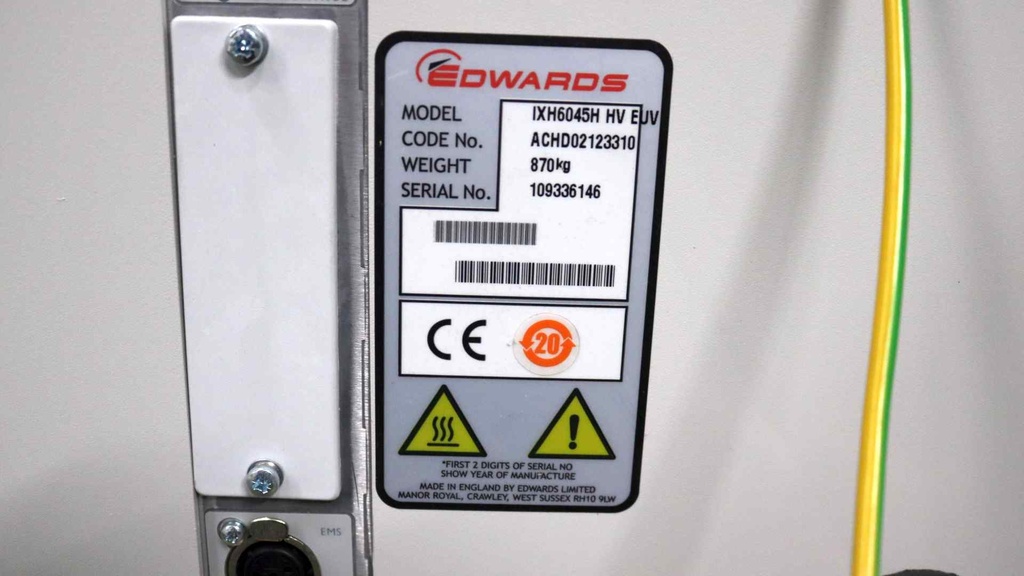 EDWARDS
MODEL IXH6045H HV EUV
CODE No. ACHD02123310
WEIGHT 870kg
SERIAL No. 109336146
CE 20
*FIRST 2 DIGITS OF SERIAL NO
SHOW YEAR OF MANUFACTURE
MADE IN ENGLAND BY EDWARDS LIMITED
MANOR ROYAL, CRAWLEY, WEST SUSSEX RH10 9LW
EMS